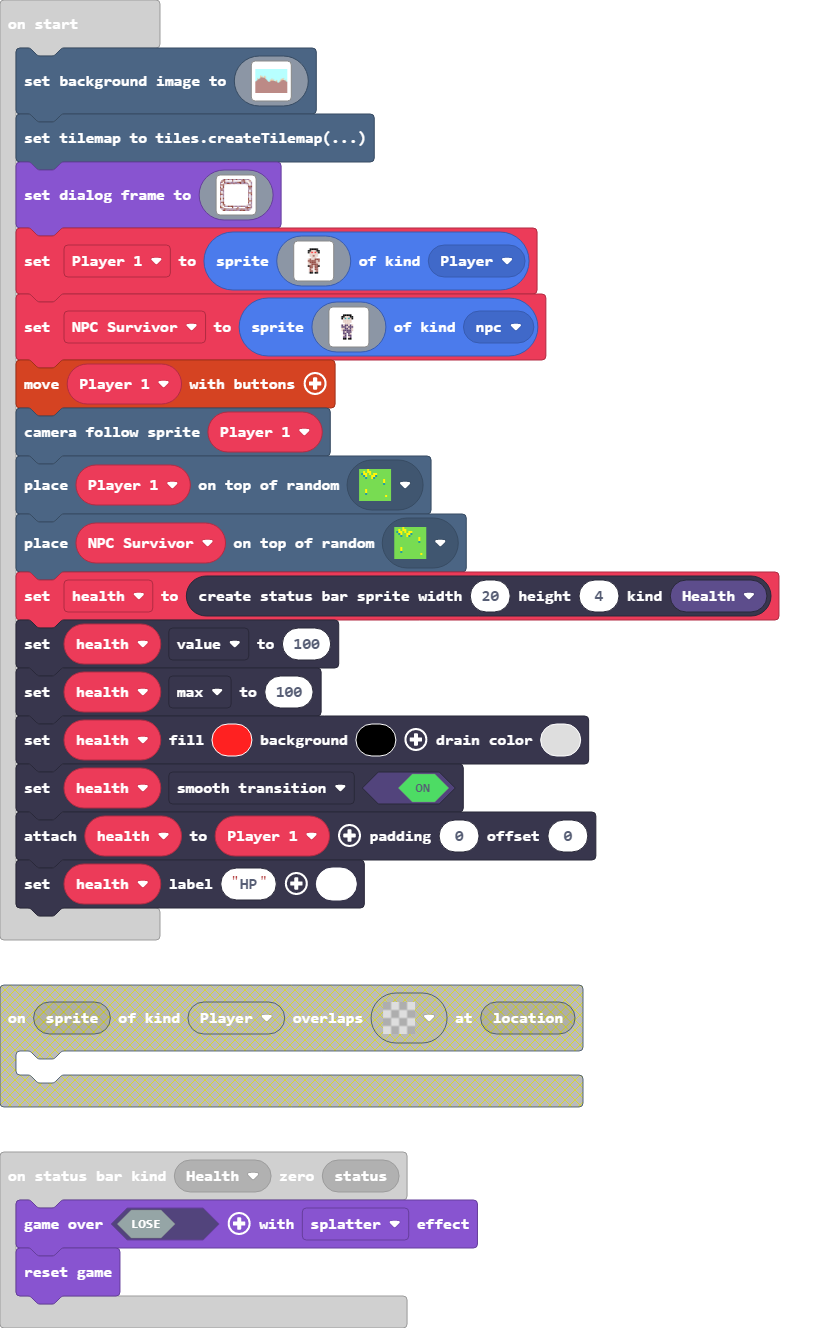 on start
set background image to
set tilemap to tiles.createTilemap(...)
set dialog frame to
set Player 1 to sprite of kind Player
set NPC Survivor to sprite of kind npc
move Player 1 with buttons
camera follow sprite Player 1
place Player 1 on top of random
place NPC Survivor on top of random
set health to create status bar sprite width 20 height 4 kind Health
set health value to 100
set health max to 100
set health fill background drain color
set health smooth transition ON
attach health to Player 1 padding 0 offset 0
set health label "HP"
on sprite of kind Player overlaps at location
on status bar kind Health zero status
game over LOSE with splatter effect
reset game